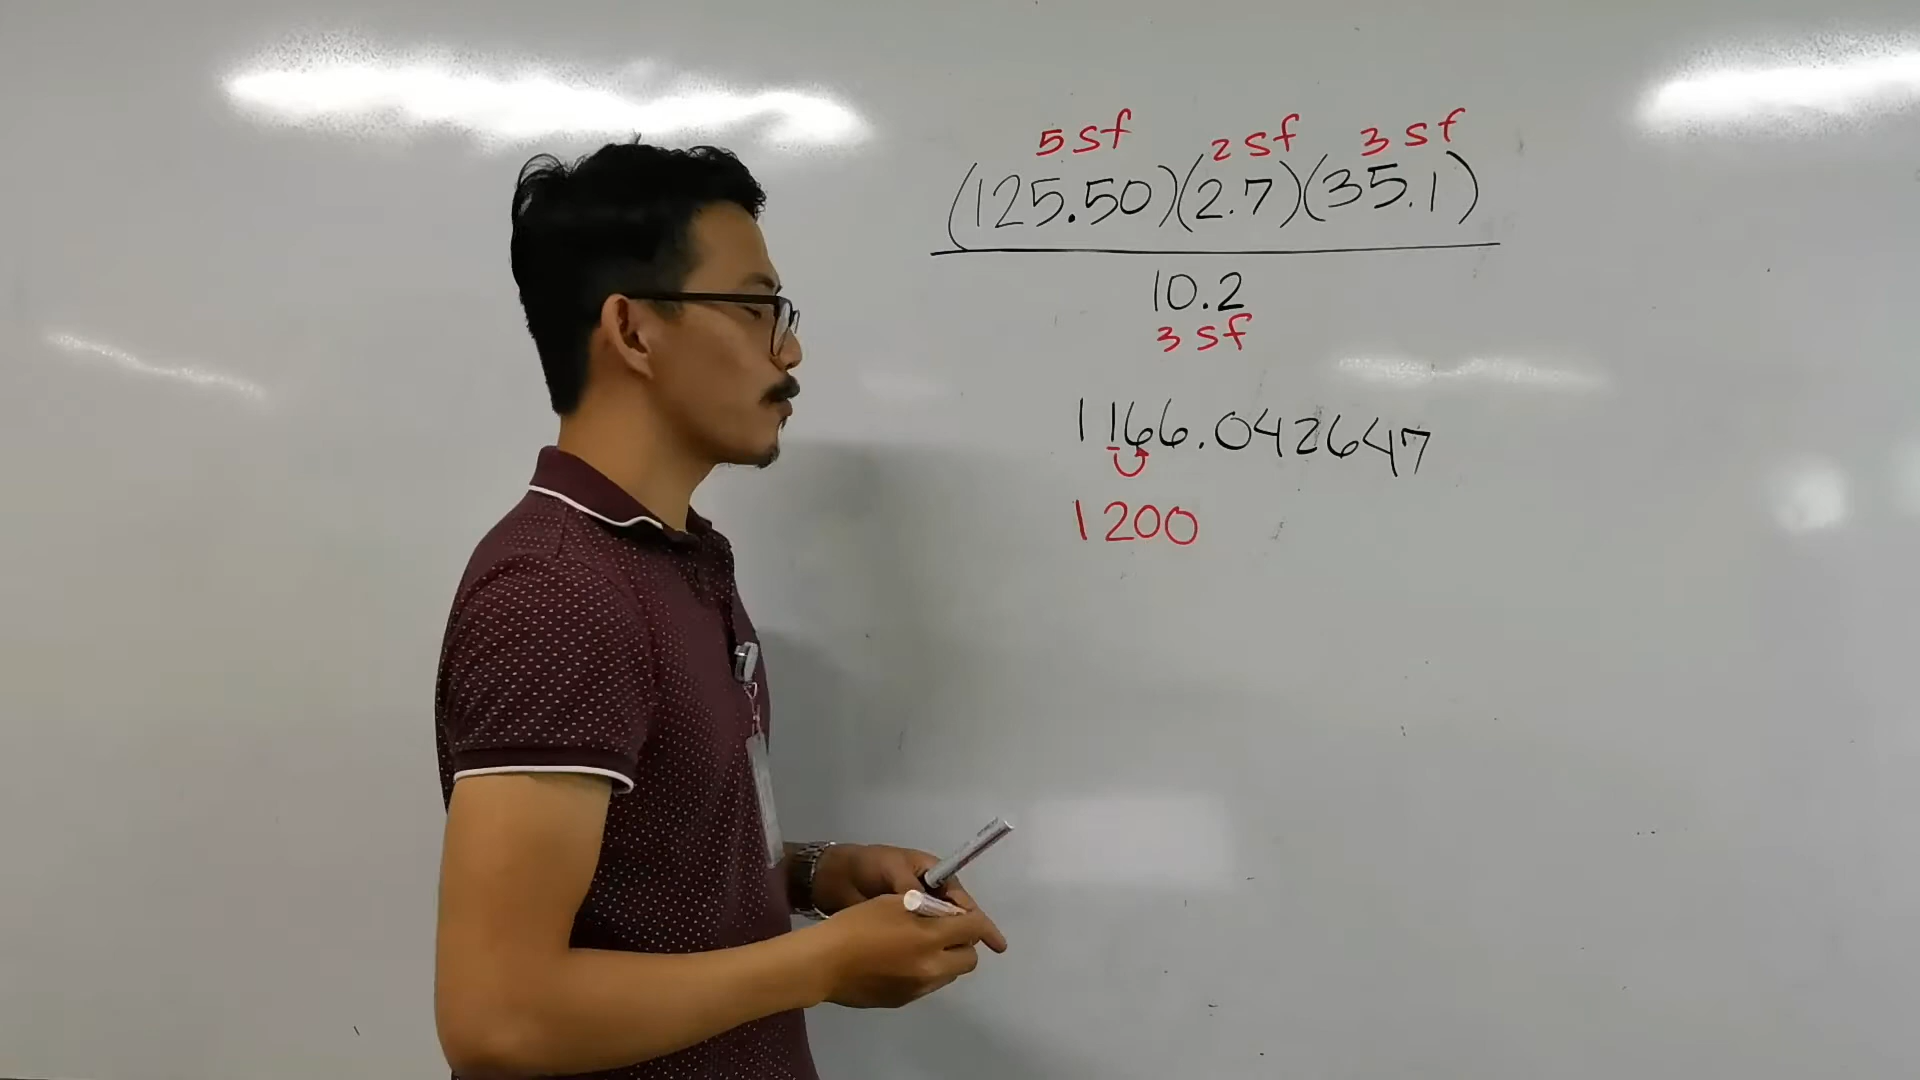 5sf 2sf 3sf
(125.50)(2.7)(35.1)
10.2
3sf
1166.042647
1200